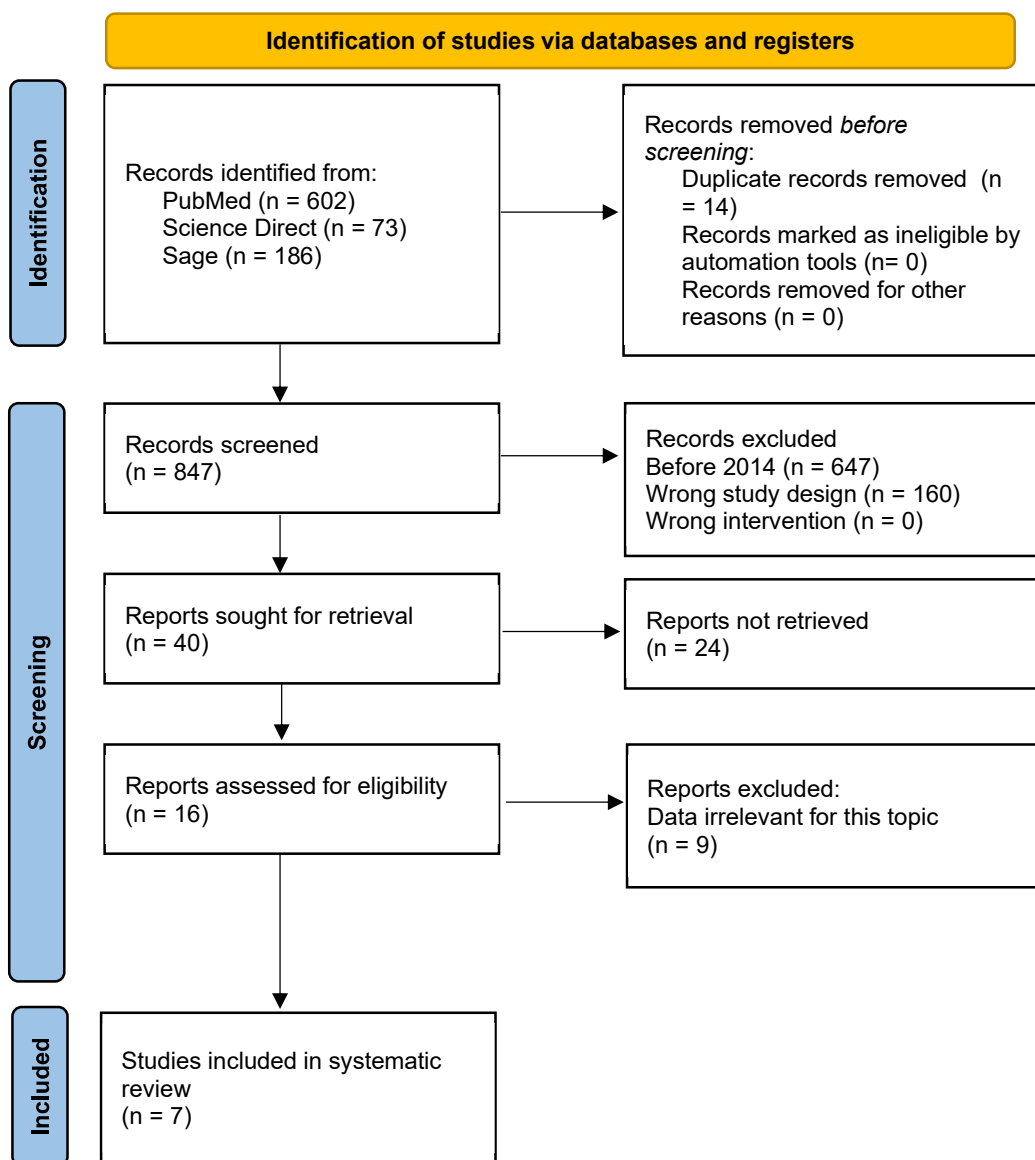 Identification of studies via databases and registers
Identification
Records identified from:
PubMed (n = 602)
Science Direct (n = 73)
Sage (n = 186)
Records removed before
screening:
Duplicate records removed (n
= 14)
Records marked as ineligible by
automation tools (n= 0)
Records removed for other
reasons (n = 0)
Screening
Records screened
(n = 847)
Records excluded
Before 2014 (n = 647)
Wrong study design (n = 160)
Wrong intervention (n = 0)
Reports sought for retrieval
(n = 40)
Reports not retrieved
(n = 24)
Reports assessed for eligibility
(n = 16)
Reports excluded:
Data irrelevant for this topic
(n = 9)
Included
Studies included in systematic
review
(n = 7)